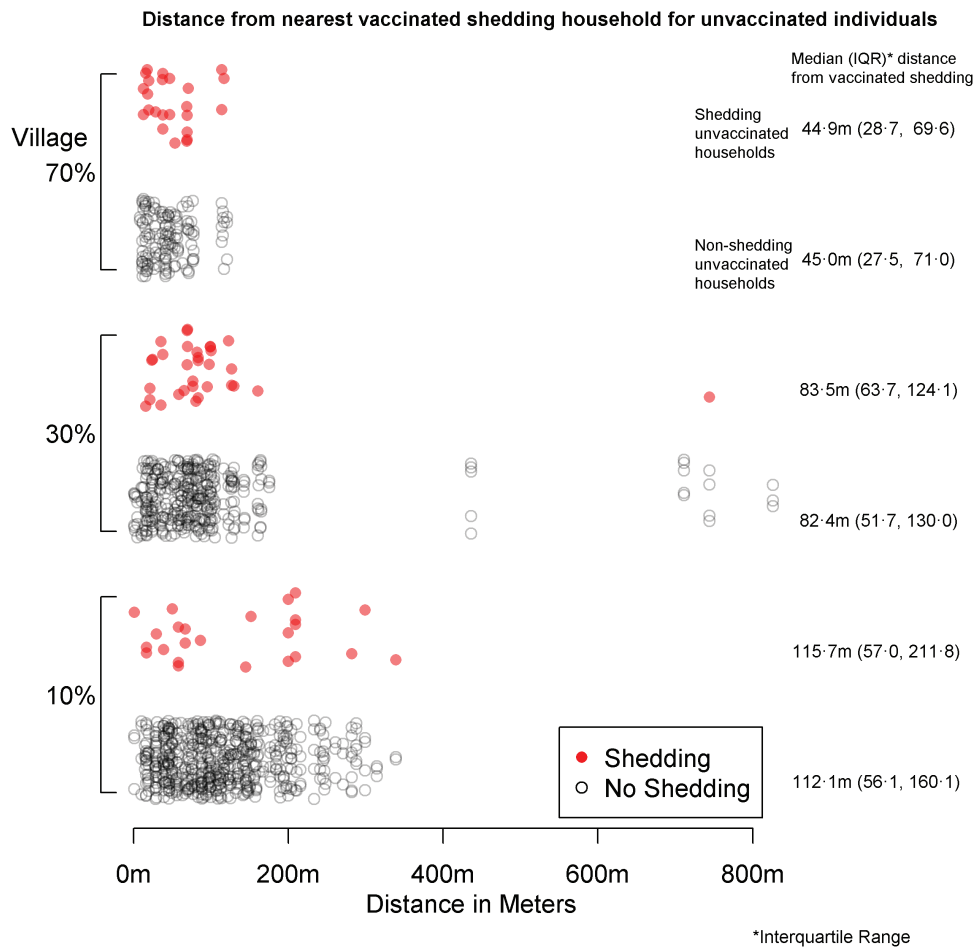 Distance from nearest vaccinated shedding household for unvaccinated individuals
Median (IQR)* distance
from vaccinated shedding
Village
70%
Shedding
unvaccinated
households
44·9m (28·7, 69·6)
Non-shedding
unvaccinated
households
45·0m (27·5, 71·0)
30%
83·5m (63·7, 124·1)
82·4m (51·7, 130·0)
10%
115·7m (57·0, 211·8)
112·1m (56·1, 160·1)
Shedding
No Shedding
0m 200m 400m 600m 800m
Distance in Meters
*Interquartile Range